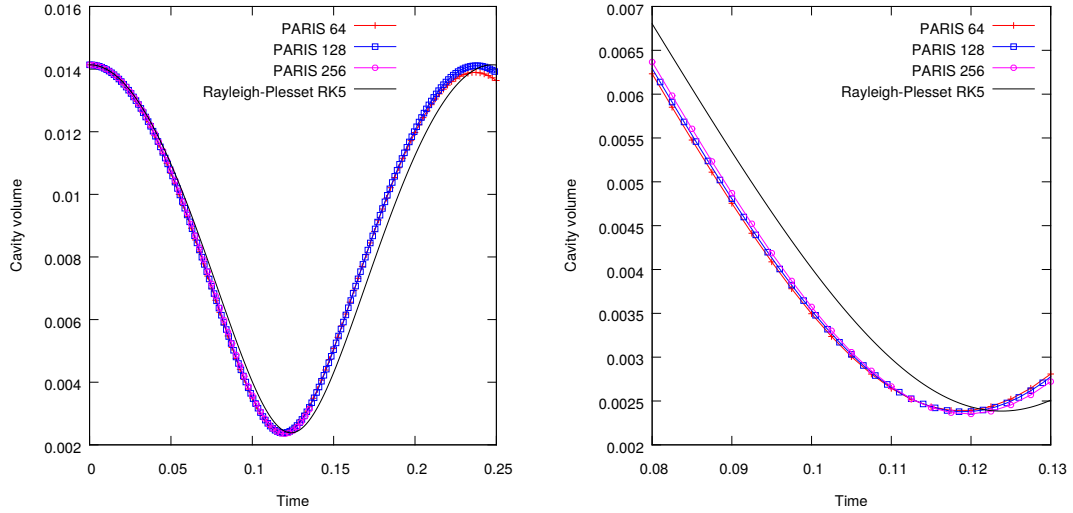 0.016
0.014
0.012
0.01
0.008
0.006
0.004
0.002
0
0.05
0.1
0.15
0.2
0.25
Cavity volume
Time
PARIS 64
PARIS 128
PARIS 256
Rayleigh-Plesset RK5
0.007
0.0065
0.006
0.0055
0.005
0.0045
0.004
0.0035
0.003
0.0025
0.002
0.08
0.09
0.1
0.11
0.12
0.13
Cavity volume
Time
PARIS 64
PARIS 128
PARIS 256
Rayleigh-Plesset RK5